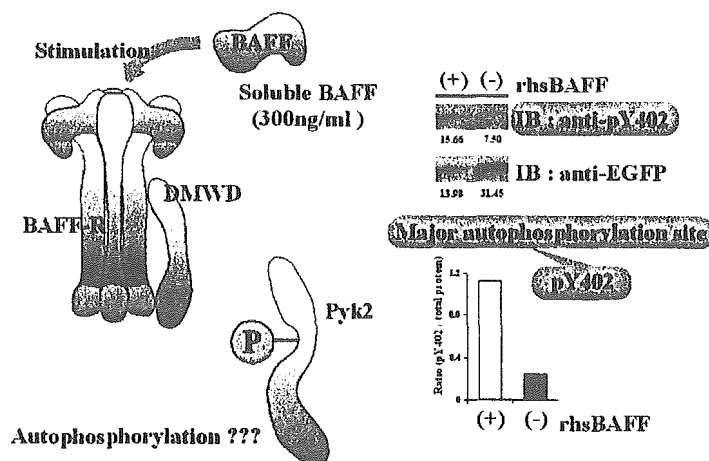 BAFF
Stimulation
Soluble BAFF
(300ng/ml )
DMWD
BAFF-R
Pyk2
P
Autophosphorylation ???
(+) (-) rhsBAFF
IB : anti-pY402
15.66 7.50
IB : anti-EGFP
13.98 31.45
Major autophosphorylation site
pY402
Ratio (pY402 : total protein)
1.2
0.8
0.4
0
(+) (-) rhsBAFF